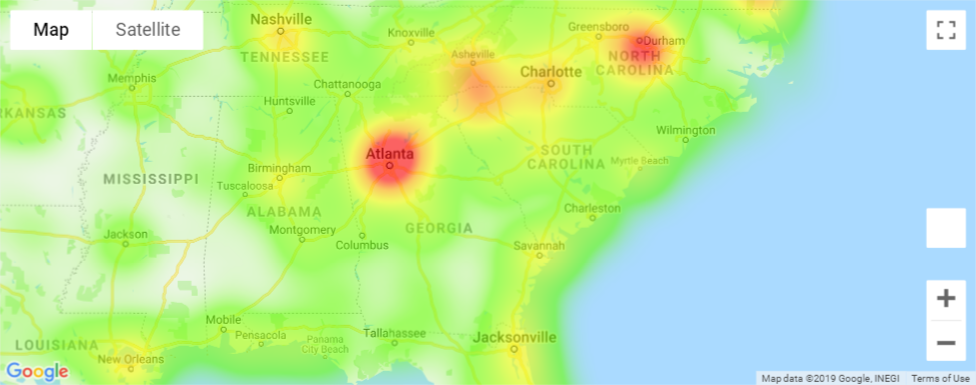 Map
Satellite
Nashville
TENNESSEE
Knoxville
Asheville
Greensboro
Durham
NORTH
CAROLINA
Charlotte
Memphis
Chattanooga
Huntsville
KANSAS
Wilmington
Atlanta
SOUTH
CAROLINA
Myrtle Beach
Birmingham
Tuscaloosa
MISSISSIPPI
ALABAMA
Charleston
Montgomery
Columbus
GEORGIA
Jackson
Savannah
Mobile
Pensacola
Panama
City Beach
Tallahassee
Jacksonville
LOUISIANA
New Orleans
Google
+
−
Map data ©2019 Google, INEGI
Terms of Use